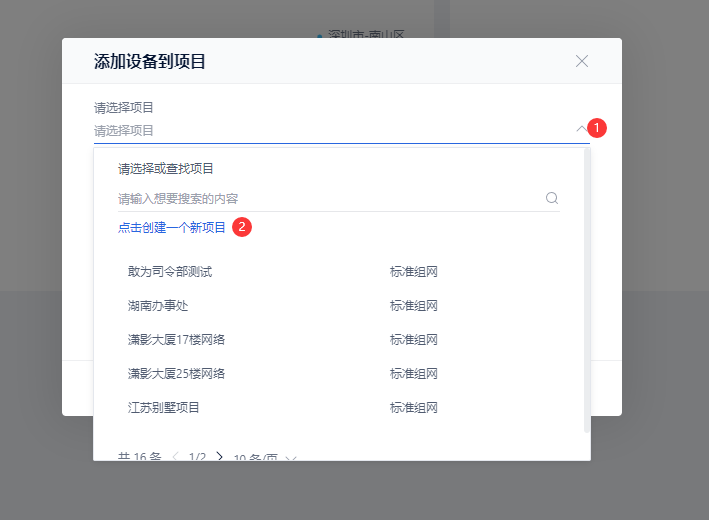 深圳市-南山区
添加设备到项目
请选择项目
请选择项目
1
请选择或查找项目
请输入想要搜索的内容
点击创建一个新项目 2
敢为司令部测试 标准组网
湖南办事处 标准组网
潇影大厦17楼网络 标准组网
潇影大厦25楼网络 标准组网
江苏别墅项目 标准组网
共 16 条 1/2 10 条/页